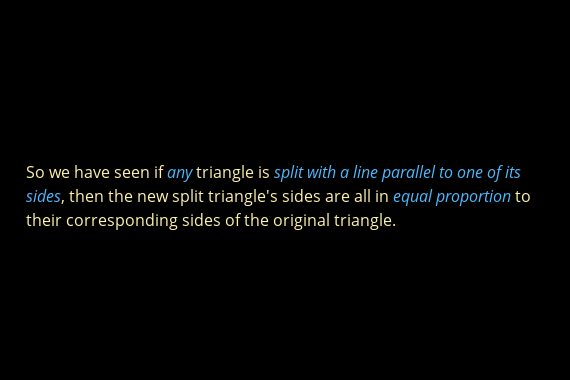 So we have seen if any triangle is split with a line parallel to one of its
sides, then the new split triangle's sides are all in equal proportion to
their corresponding sides of the original triangle.